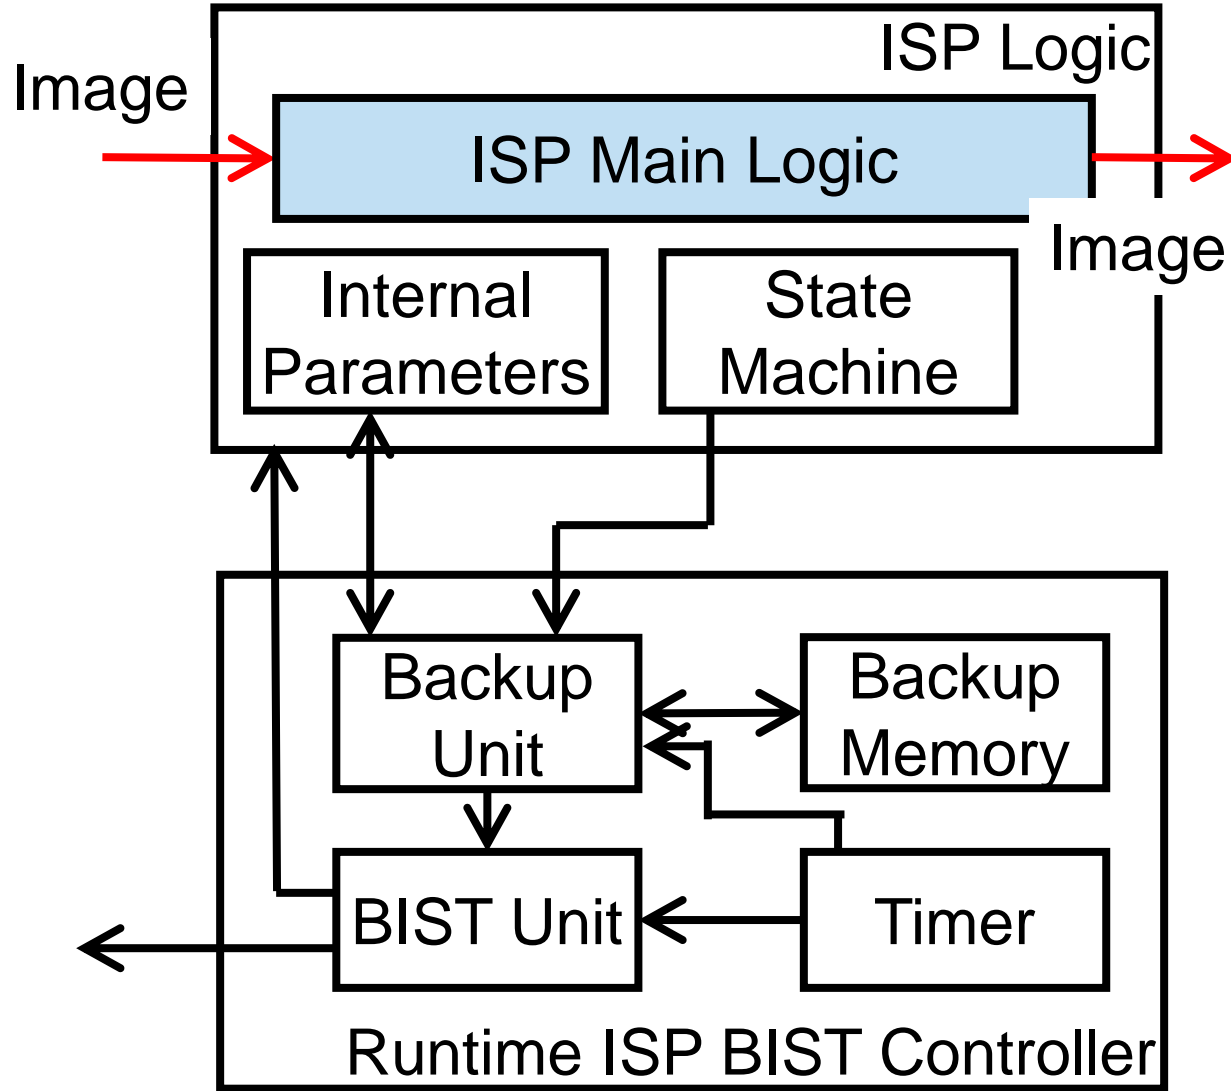 ISP Logic
Image
ISP Main Logic
Image
Internal
Parameters
State
Machine
Backup
Unit
Backup
Memory
BIST Unit
Timer
Runtime ISP BIST Controller